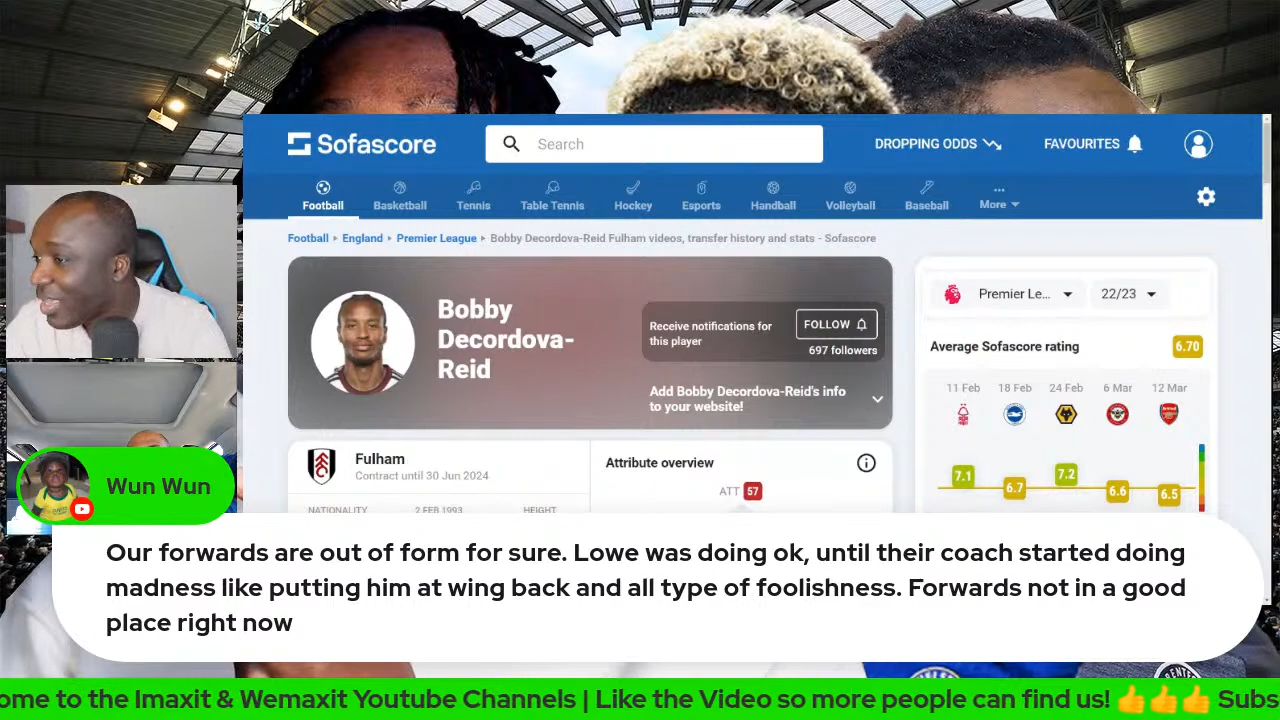 Sofascore
Search
DROPPING ODDS
FAVOURITES
Football
Basketball
Tennis
Table Tennis
Hockey
Esports
Handball
Volleyball
Baseball
More
Football
England
Premier League
Bobby Decordova-Reid Fulham videos, transfer history and stats - Sofascore
Bobby
Decordova-
Reid
Receive notifications for
this player
FOLLOW
697 followers
Add Bobby Decordova-Reid's info
to your website!
Premier Le...
22/23
Average Sofascore rating
6.70
11 Feb
18 Feb
24 Feb
6 Mar
12 Mar
7.1
6.7
7.2
6.6
6.5
Fulham
Contract until 30 Jun 2024
NATIONALITY
2 FEB 1993
HEIGHT
Attribute overview
ATT 57
Wun Wun
Our forwards are out of form for sure. Lowe was doing ok, until their coach started doing
madness like putting him at wing back and all type of foolishness. Forwards not in a good
place right now
ome to the Imaxit & Wemaxit Youtube Channels | Like the Video so more people can find us! 👍👍👍 Subs